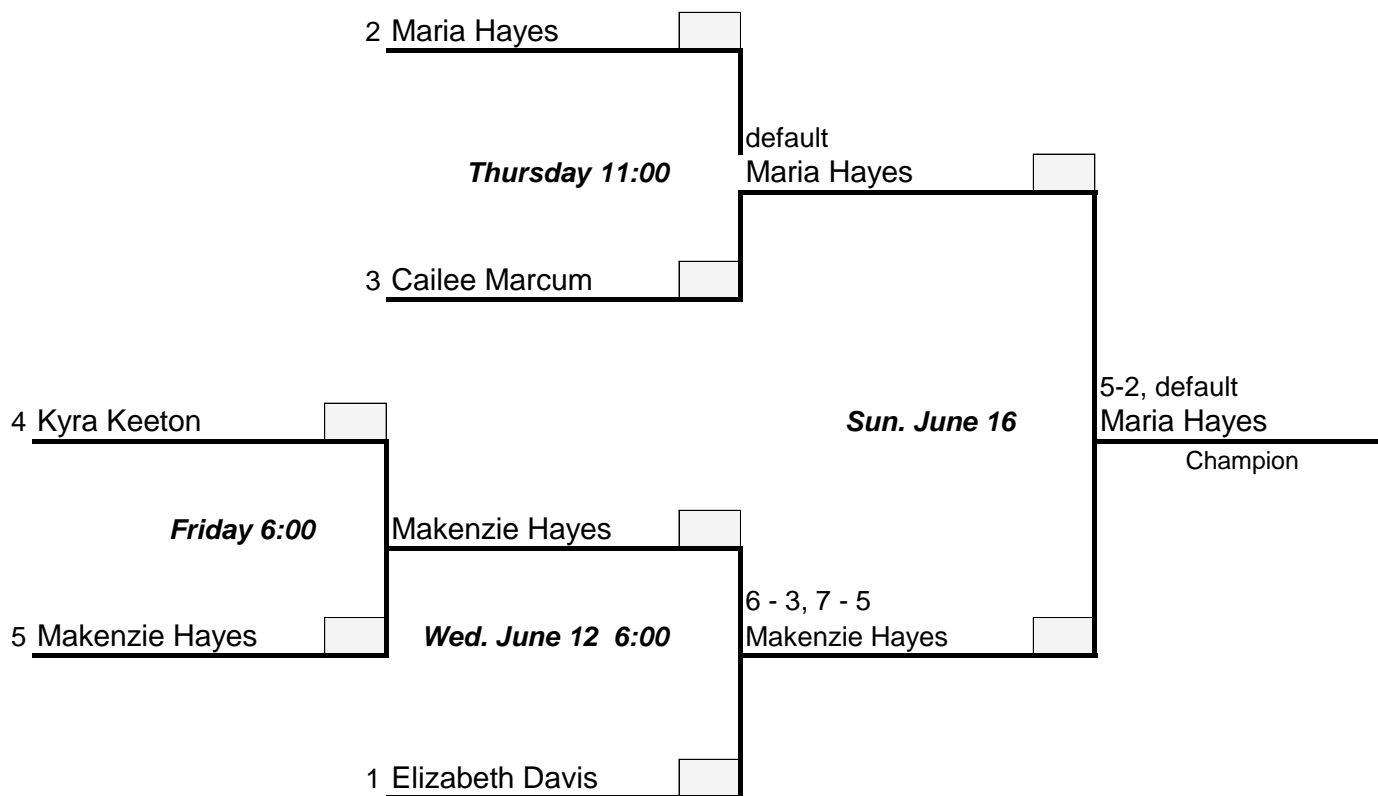 2 Maria Hayes
default
Thursday 11:00 Maria Hayes
3 Cailee Marcum
5-2, default
4 Kyra Keeton Sun. June 16 Maria Hayes
Champion
Friday 6:00 Makenzie Hayes
6 - 3, 7 - 5
5 Makenzie Hayes Wed. June 12  6:00 Makenzie Hayes
1 Elizabeth Davis